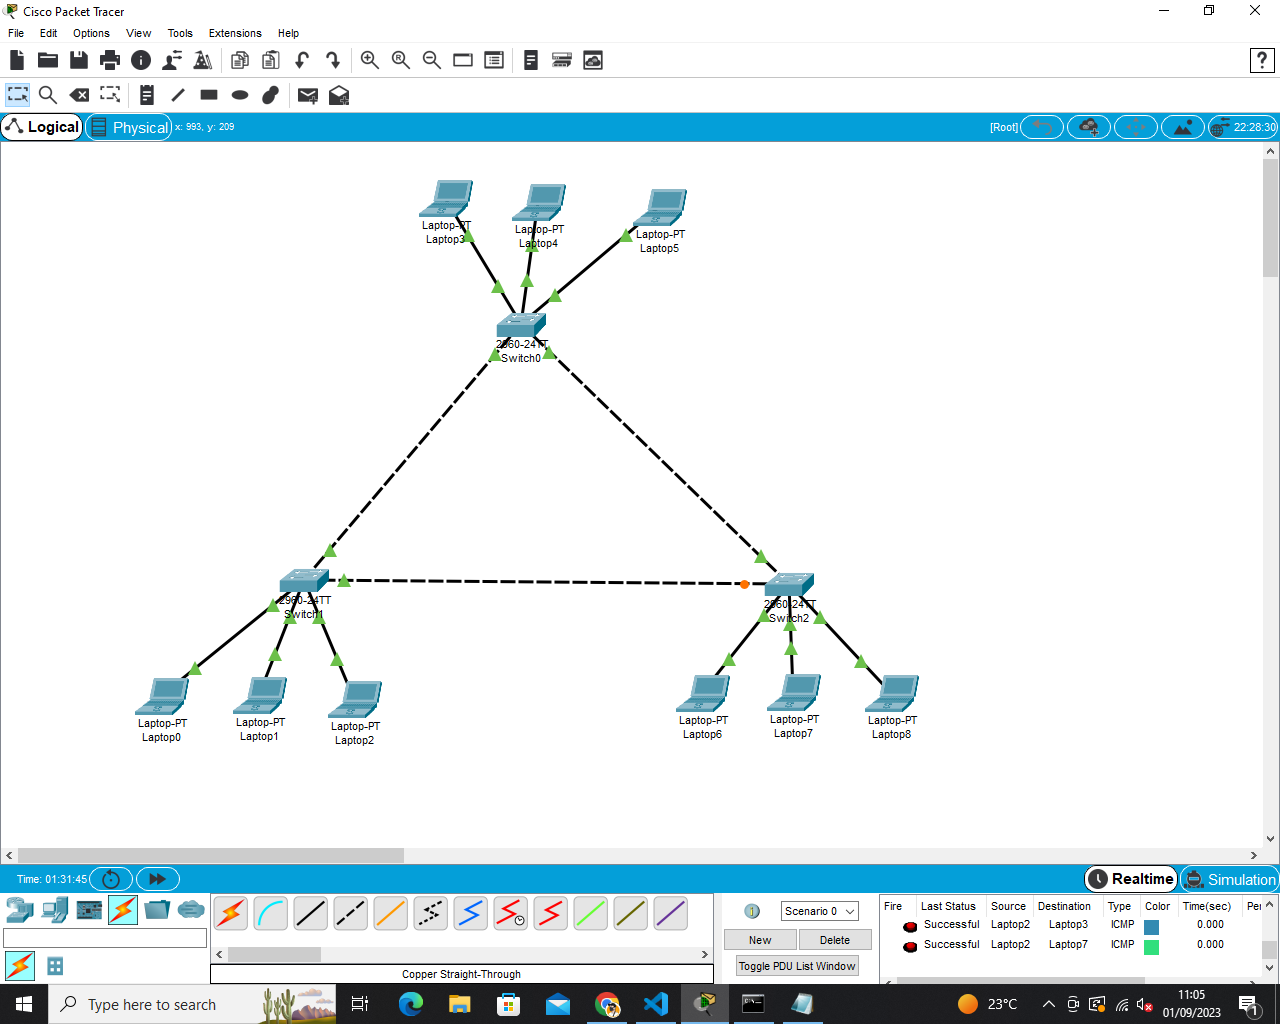 Cisco Packet Tracer
File Edit Options View Tools Extensions Help
?
Logical
Physical
x: 993, y: 209
[Root]
22:28:30
Laptop-PT
Laptop3
Laptop-PT
Laptop4
Laptop-PT
Laptop5
2960-24TT
Switch0
2960-24TT
Switch1
2960-24TT
Switch2
Laptop-PT
Laptop0
Laptop-PT
Laptop1
Laptop-PT
Laptop2
Laptop-PT
Laptop6
Laptop-PT
Laptop7
Laptop-PT
Laptop8
Time: 01:31:45
Realtime
Simulation
Scenario 0
New
Delete
Toggle PDU List Window
Copper Straight-Through
Fire Last Status Source Destination Type Color Time(sec) Per
Successful Laptop2 Laptop3 ICMP 0.000
Successful Laptop2 Laptop7 ICMP 0.000
Type here to search
23°C
11:05
01/09/2023
1